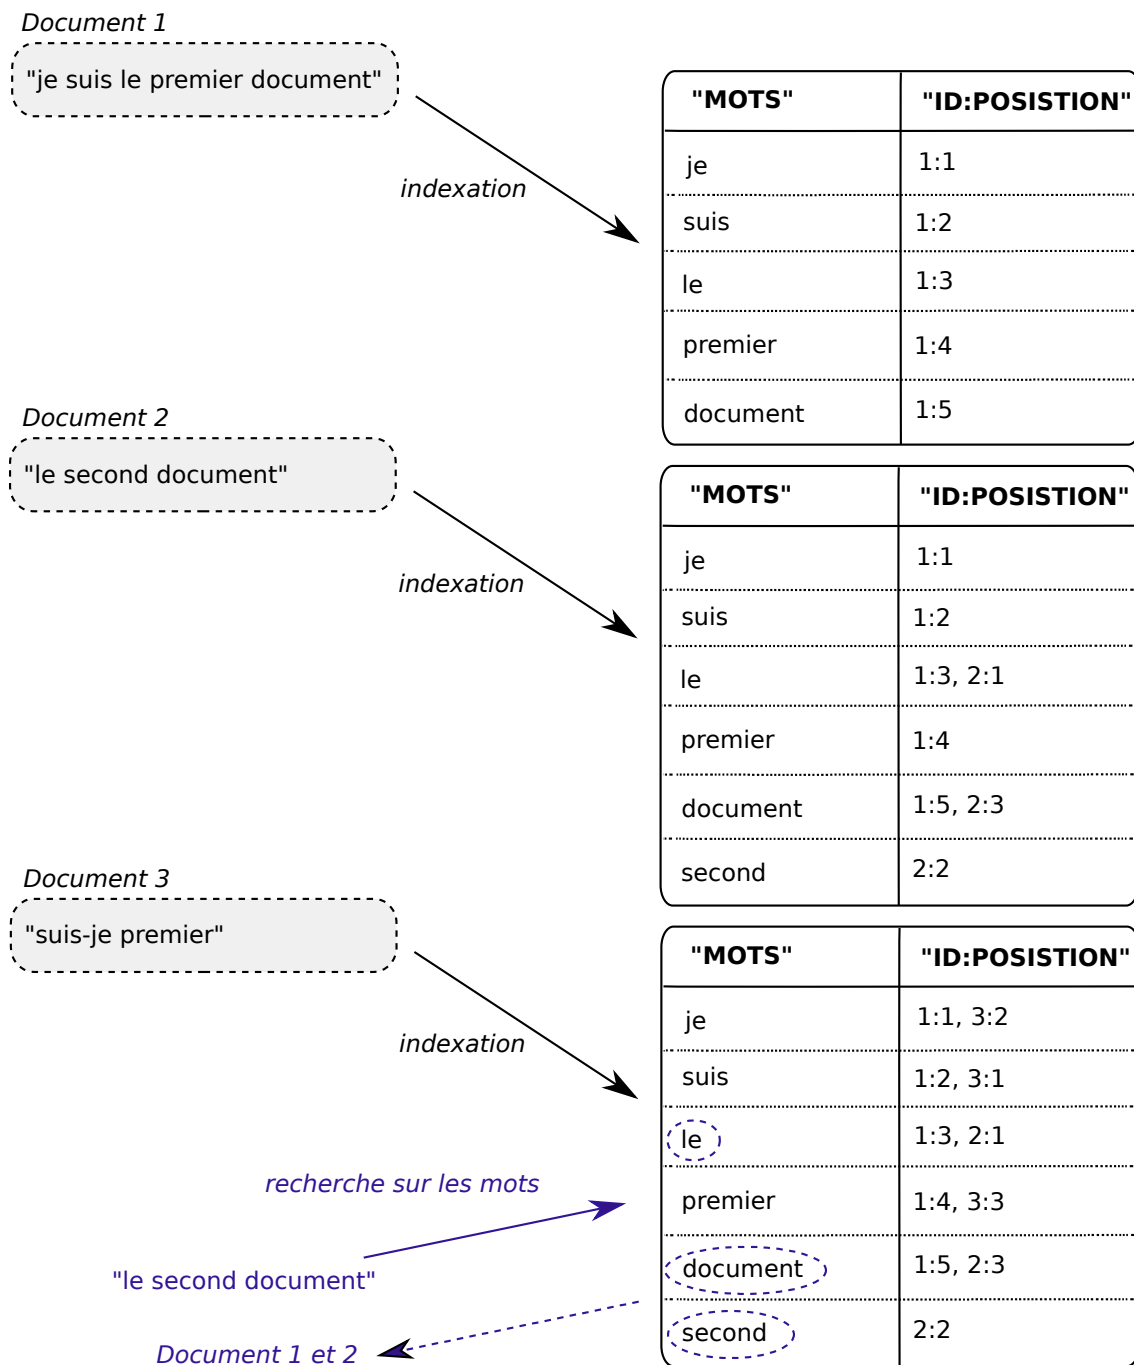 Document 1
"je suis le premier document"
indexation
"MOTS" "ID:POSISTION"
je 1:1
suis 1:2
le 1:3
premier 1:4
document 1:5
Document 2
"le second document"
indexation
"MOTS" "ID:POSISTION"
je 1:1
suis 1:2
le 1:3, 2:1
premier 1:4
document 1:5, 2:3
second 2:2
Document 3
"suis-je premier"
indexation
"MOTS" "ID:POSISTION"
je 1:1, 3:2
suis 1:2, 3:1
le 1:3, 2:1
premier 1:4, 3:3
document 1:5, 2:3
second 2:2
recherche sur les mots
"le second document"
Document 1 et 2